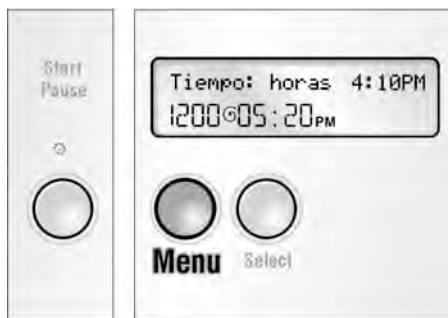 Start
Pause
Tiempo: horas 4:10PM
1200 05:20PM
Menu Select